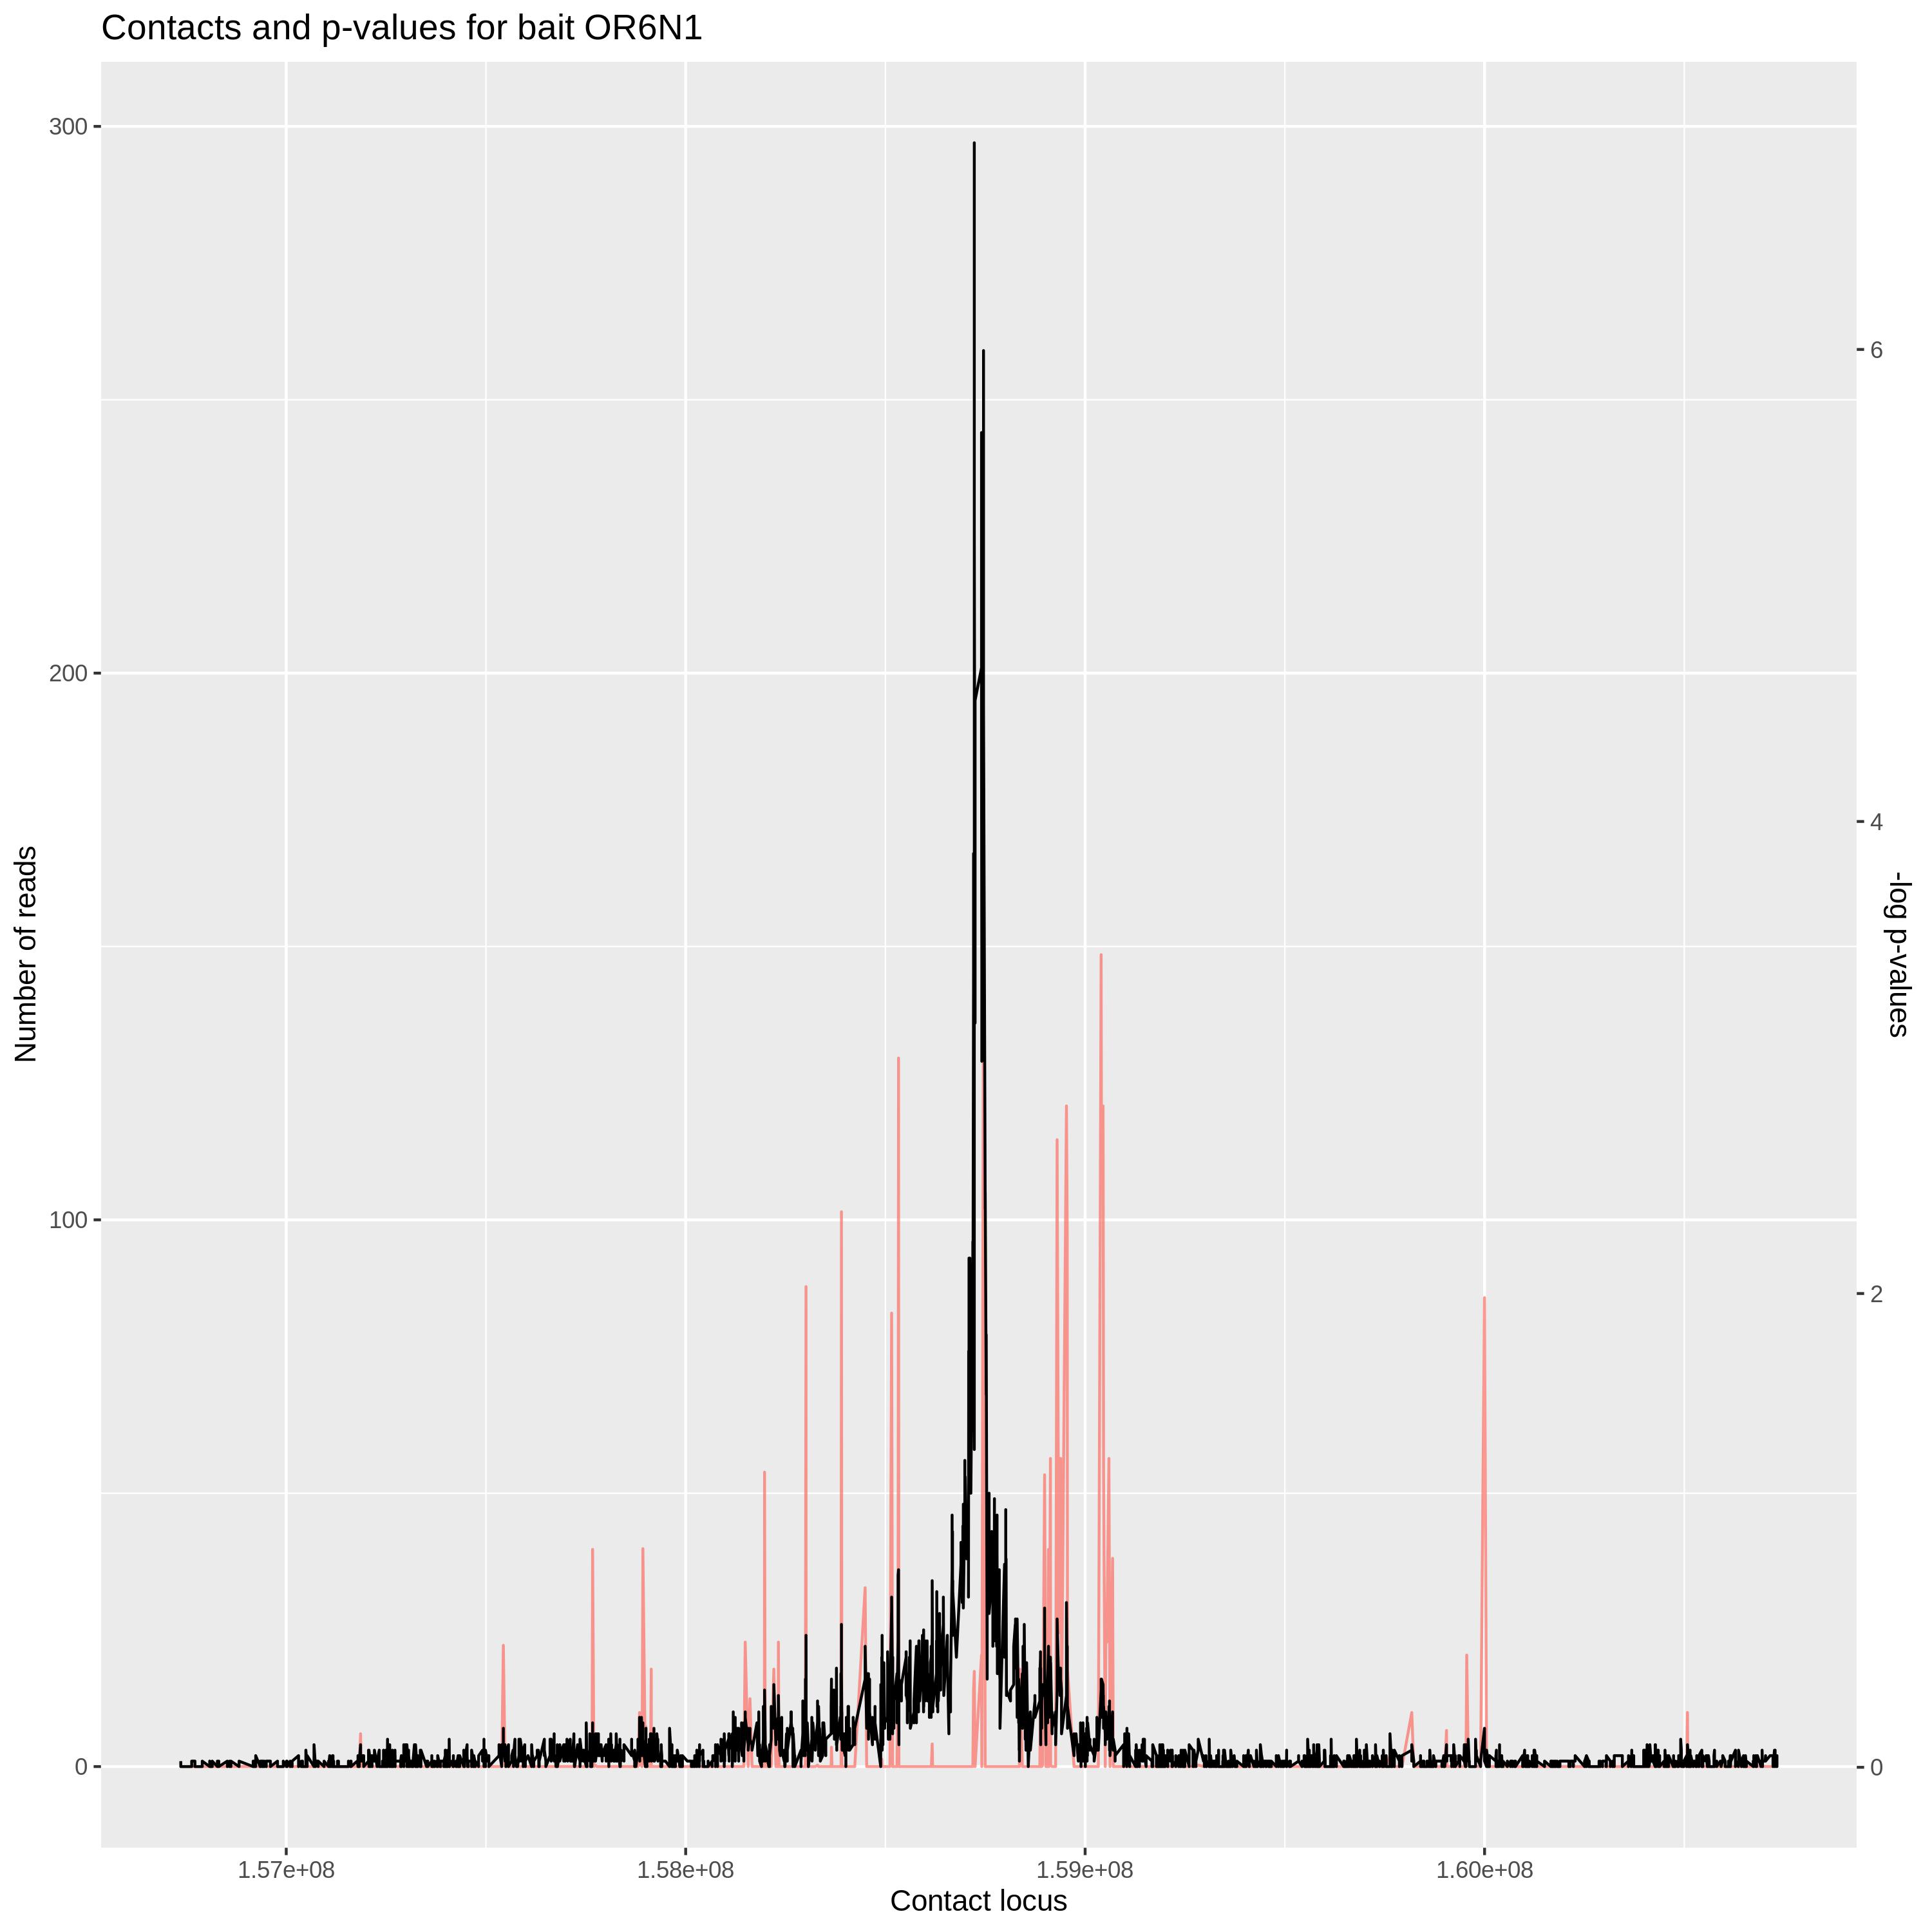 Contacts and p-values for bait OR6N1
300
200
100
0
Number of reads
6
4
2
0
-log p-values
1.57e+08 1.58e+08 1.59e+08 1.60e+08
Contact locus